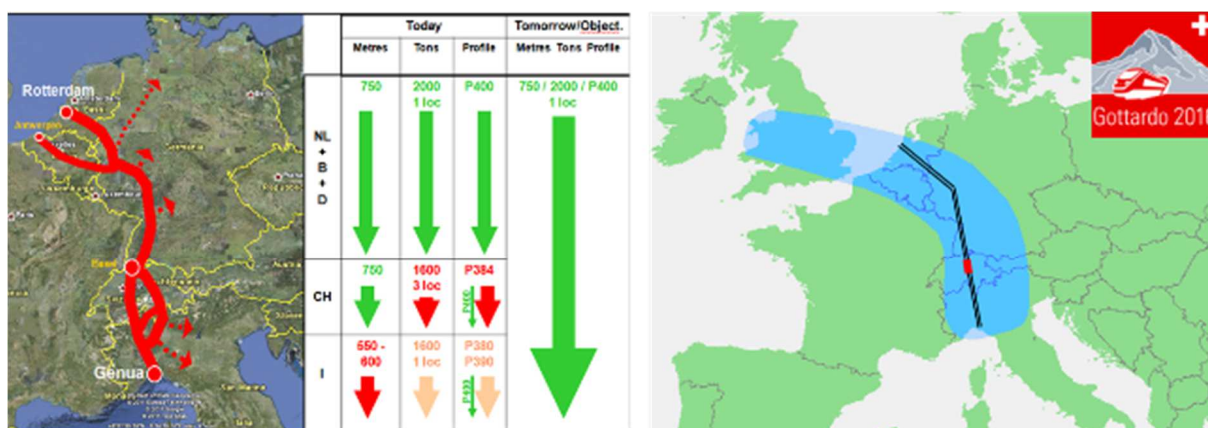 Rotterdam
Antwerpen
Basel
Genua
Today
Tomorrow/Object.
Metres
Tons
Profile
Metres Tons Profile
NL
+
B
+
D
750
2000
1 loc
P400
750 / 2000 / P400
1 loc
CH
750
1600
3 loc
P384
P400
I
550 -
600
1600
1 loc
P380
P390
P400
Gottardo 2016